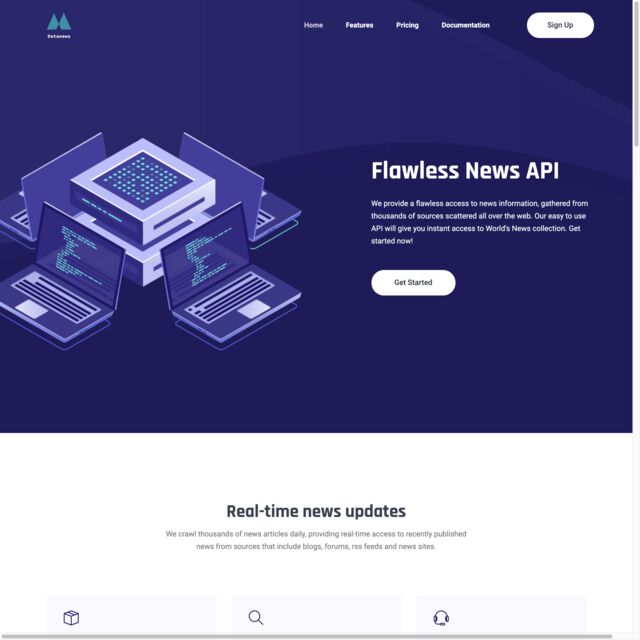 Datanews
Home Features Pricing Documentation Sign Up
Flawless News API
We provide a flawless access to news information, gathered from
thousands of sources scattered all over the web. Our easy to use
API will give you instant access to World's News collection. Get
started now!
Get Started
Real-time news updates
We crawl thousands of news articles daily, providing real-time access to recently published
news from sources that include blogs, forums, rss feeds and news sites.